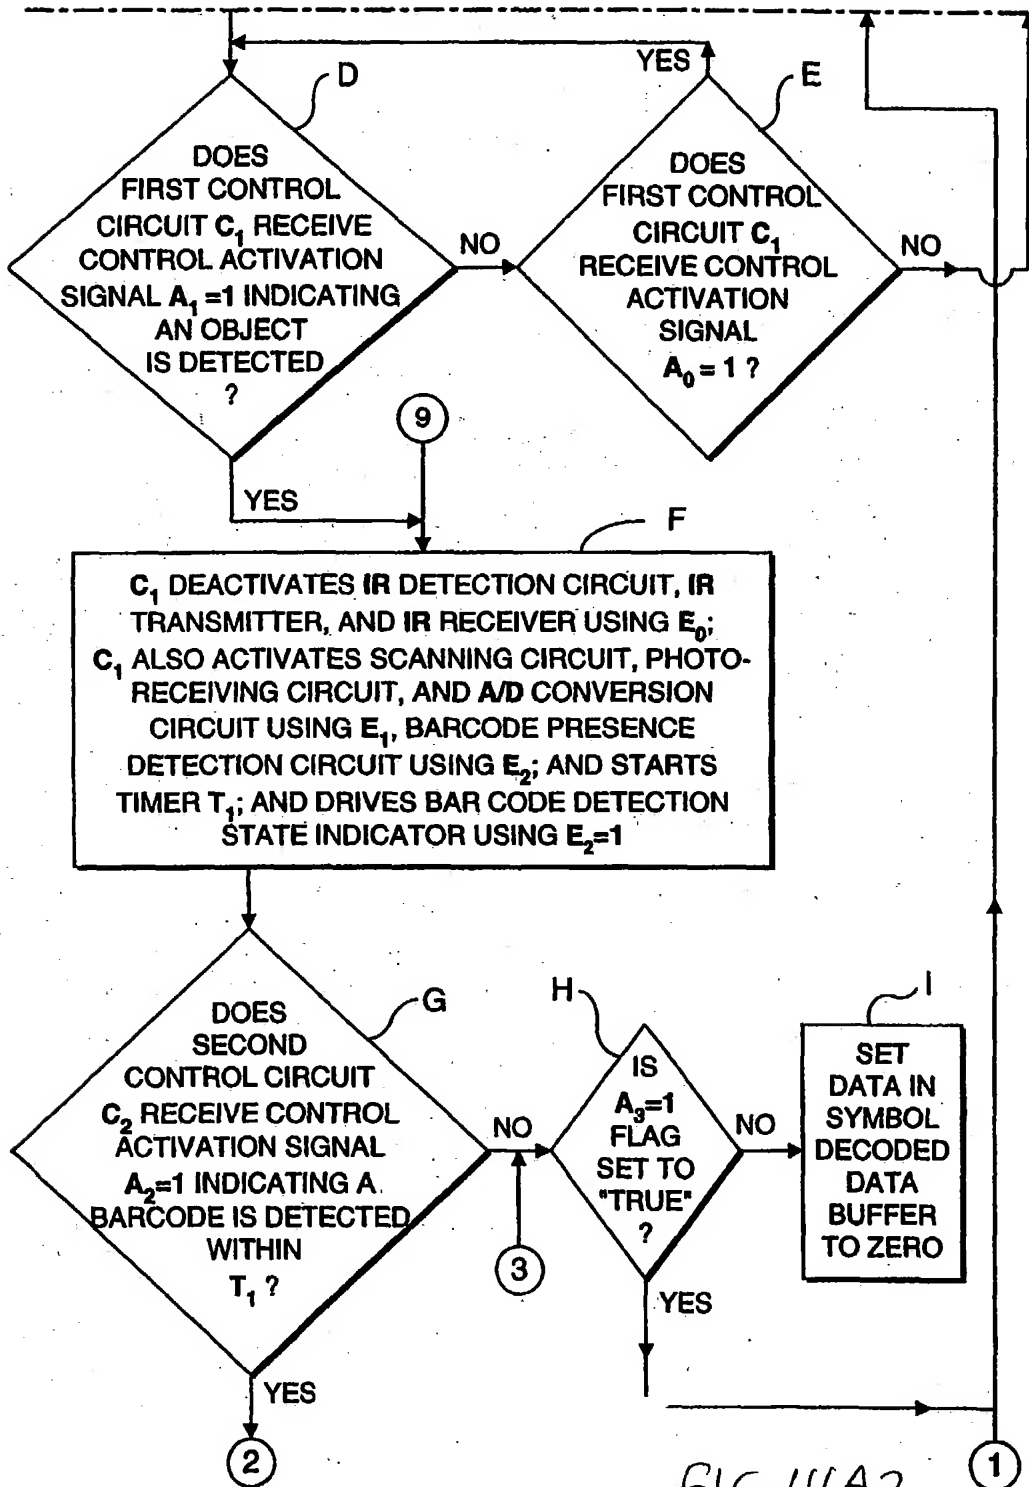 YES
D
E
DOES
FIRST CONTROL
CIRCUIT C₁ RECEIVE
CONTROL ACTIVATION
SIGNAL A₁ =1 INDICATING
AN OBJECT
IS DETECTED
?
NO
DOES
FIRST CONTROL
CIRCUIT C₁
RECEIVE CONTROL
ACTIVATION
SIGNAL
A₀ = 1 ?
NO
9
YES
F
C₁ DEACTIVATES IR DETECTION CIRCUIT, IR
TRANSMITTER, AND IR RECEIVER USING E₀;
C₁ ALSO ACTIVATES SCANNING CIRCUIT, PHOTO-
RECEIVING CIRCUIT, AND A/D CONVERSION
CIRCUIT USING E₁, BARCODE PRESENCE
DETECTION CIRCUIT USING E₂; AND STARTS
TIMER T₁; AND DRIVES BAR CODE DETECTION
STATE INDICATOR USING E₂=1
G
DOES
SECOND
CONTROL CIRCUIT
C₂ RECEIVE CONTROL
ACTIVATION SIGNAL
A₂=1 INDICATING A
BARCODE IS DETECTED
WITHIN
T₁ ?
NO
3
H
IS
A₃=1
FLAG
SET TO
"TRUE"
?
NO
I
SET
DATA IN
SYMBOL
DECODED
DATA
BUFFER
TO ZERO
YES
YES
2
1